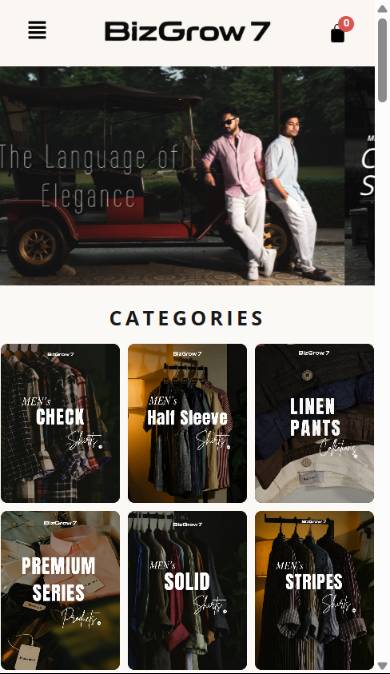 BizGrow 7
0
The Language of
Elegance
CATEGORIES
BizGrow 7
MEN's
CHECK
Shirts
BizGrow 7
MEN's
Half Sleeve
Shirts
BizGrow 7
LINEN
PANTS
Collection
BizGrow 7
PREMIUM
SERIES
Products
BizGrow 7
MEN's
SOLID
Shirts
BizGrow 7
MEN's
STRIPES
Shirts